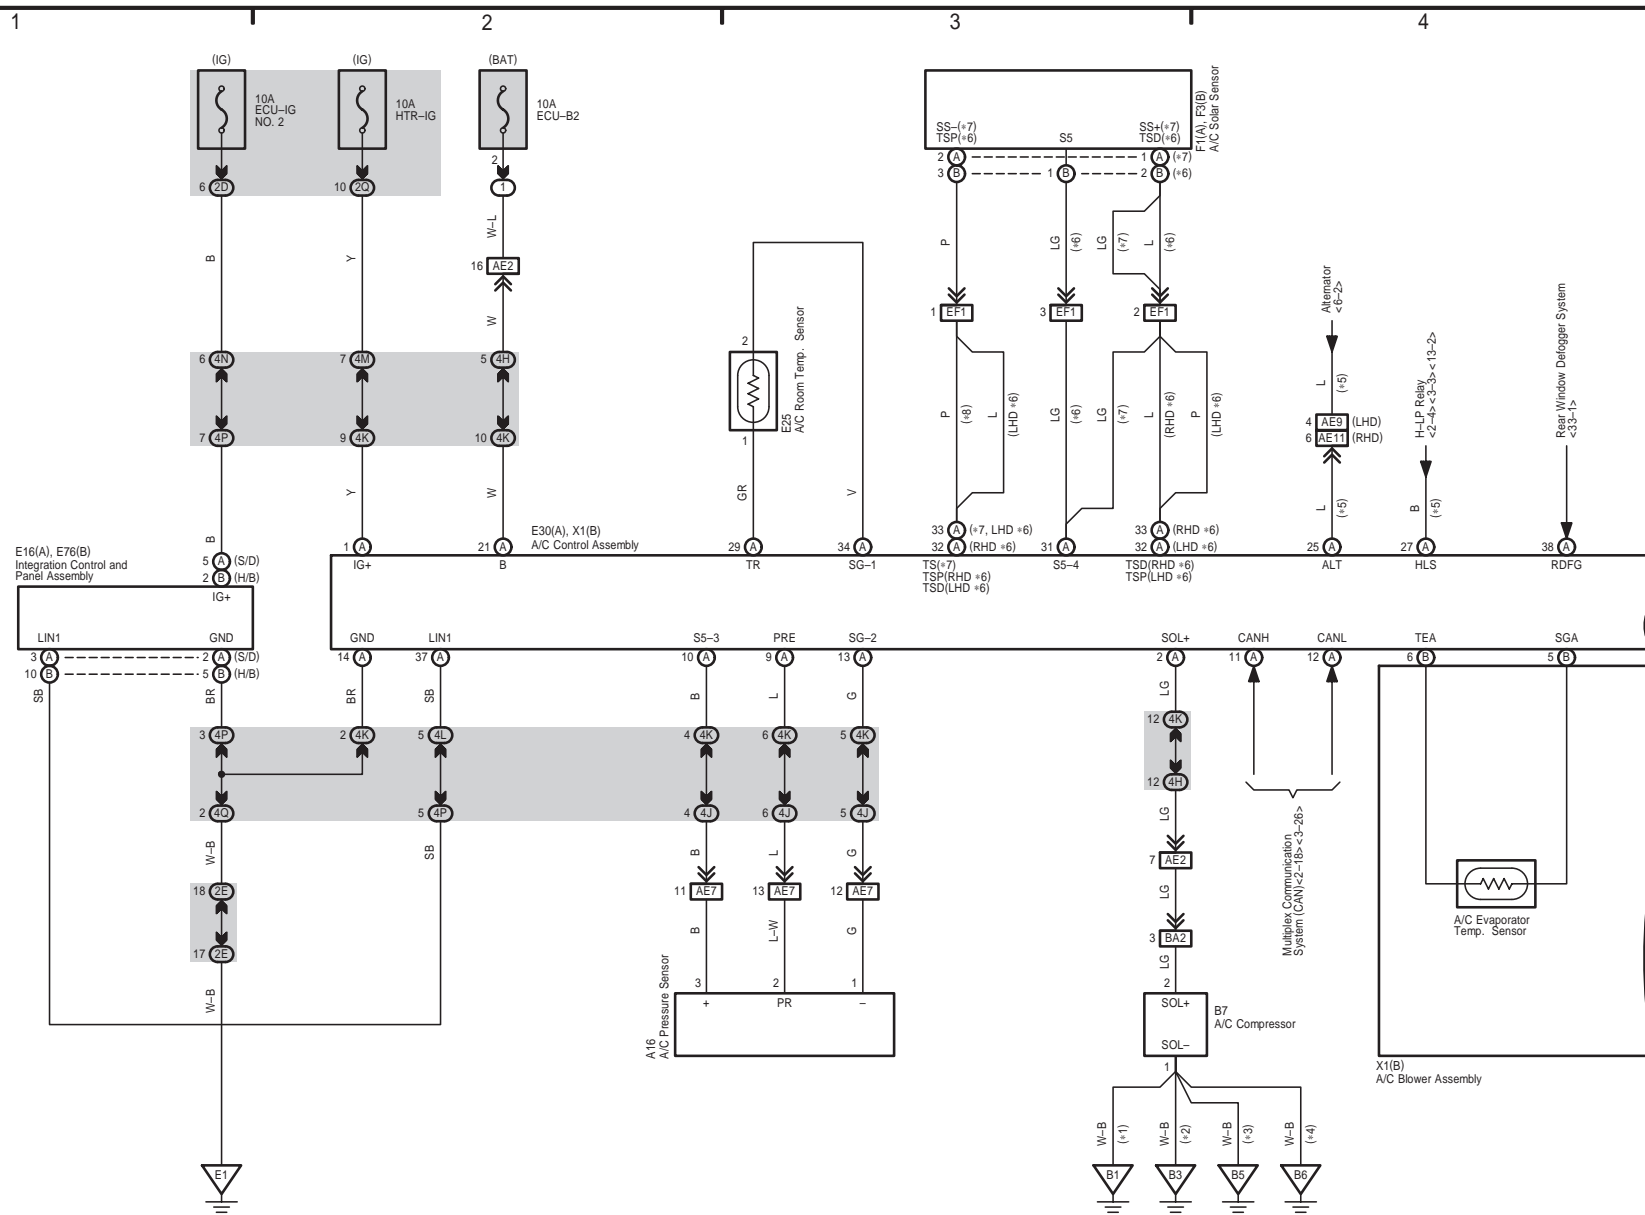 1
2
3
4
(IG)
(IG)
(BAT)
10A
ECU–IG
NO. 2
10A
HTR–IG
10A
ECU–B2
F1(A), F3(B)
A/C Solar Sensor
SS–(∗7)
TSP(∗6)
S5
SS+(∗7)
TSD(∗6)
2 A
1 A (∗7)
3 B
1 B
2 B (∗6)
6 2D
10 2Q
2
1
W–L
B
Y
16 AE2
W
P
LG
(∗6)
LG
(∗7)
L
(∗6)
1 EF1
3 EF1
2 EF1
Alternator
<6–2>
H–LP Relay
<2–4><3–3><13–2>
Rear Window Defogger System
<33–1>
6 4N
7 4M
5 4H
7 4P
9 4K
10 4K
2
E25
A/C Room Temp. Sensor
1
P
(∗8)
L
(LHD ∗6)
LG
(∗6)
LG
(∗7)
L
(RHD ∗6)
P
(LHD ∗6)
L
(∗5)
4 AE9 (LHD)
6 AE11 (RHD)
B
Y
W
GR
V
L
(∗5)
B
(∗5)
E16(A), E76(B)
Integration Control and
Panel Assembly
5 A (S/D)
2 B (H/B)
IG+
E30(A), X1(B)
A/C Control Assembly
1 A
21 A
29 A
34 A
33 A (∗7, LHD ∗6)
32 A (RHD ∗6)
31 A
33 A (RHD ∗6)
32 A (LHD ∗6)
25 A
27 A
38 A
IG+
B
TR
SG–1
TS(∗7)
TSP(RHD ∗6)
TSD(LHD ∗6)
S5–4
TSD(RHD ∗6)
TSP(LHD ∗6)
ALT
HLS
RDFG
LIN1
GND
GND
LIN1
S5–3
PRE
SG–2
SOL+
CANH
CANL
TEA
SGA
3 A
2 A (S/D)
10 B
5 B (H/B)
14 A
37 A
10 A
9 A
13 A
2 A
11 A
12 A
6 B
5 B
SB
BR
BR
SB
B
L
G
LG
3 4P
2 4K
5 4L
4 4K
6 4K
5 4K
12 4K
12 4H
2 4Q
5 4P
4 4J
6 4J
5 4J
W–B
SB
B
L
G
LG
7 AE2
18 2E
17 2E
11 AE7
13 AE7
12 AE7
LG
Multiplex Communication
System (CAN)<2–18><3–26>
B
L–W
G
3 BA2
LG
A/C Evaporator
Temp. Sensor
W–B
A16
A/C Pressure Sensor
3
2
1
+
PR
–
2
SOL+
B7
A/C Compressor
SOL–
1
X1(B)
A/C Blower Assembly
W–B
(∗1)
W–B
(∗2)
W–B
(∗3)
W–B
(∗4)
E1
B1
B3
B5
B6